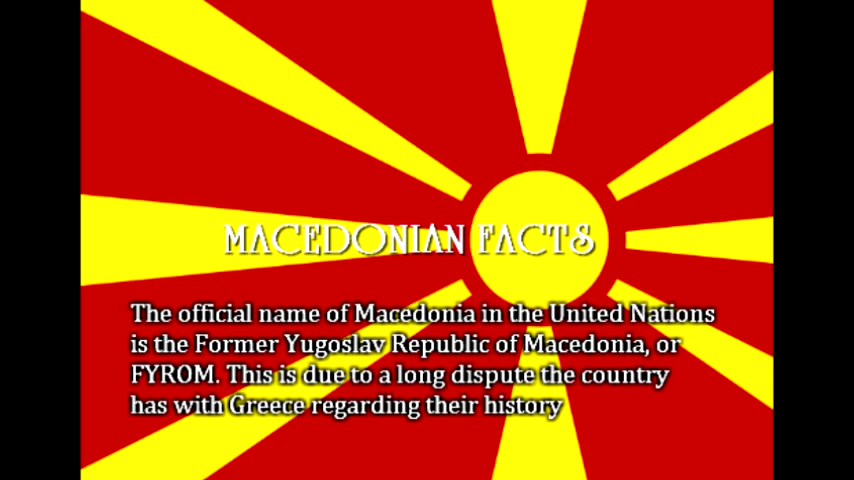 MACEDONIAN FACTS
The official name of Macedonia in the United Nations
is the Former Yugoslav Republic of Macedonia, or
FYROM. This is due to a long dispute the country
has with Greece regarding their history